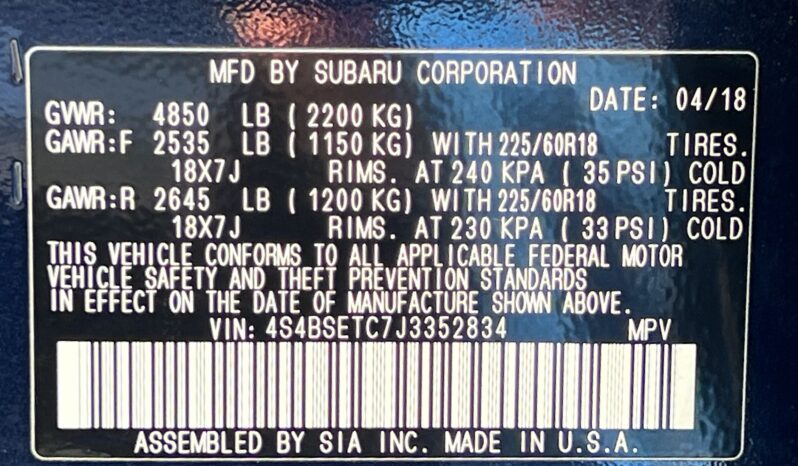 MFD BY SUBARU CORPORATION
DATE: 04/18
GVWR: 4850 LB ( 2200 KG)
GAWR:F 2535 LB ( 1150 KG) WITH 225/60R18 TIRES.
18X7J RIMS. AT 240 KPA ( 35 PSI) COLD
GAWR:R 2645 LB ( 1200 KG) WITH 225/60R18 TIRES.
18X7J RIMS. AT 230 KPA ( 33 PSI) COLD
THIS VEHICLE CONFORMS TO ALL APPLICABLE FEDERAL MOTOR
VEHICLE SAFETY AND THEFT PREVENTION STANDARDS
IN EFFECT ON THE DATE OF MANUFACTURE SHOWN ABOVE.
VIN: 4S4BSETC7J3352834 MPV
ASSEMBLED BY SIA INC. MADE IN U.S.A.